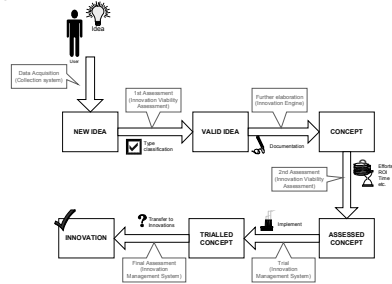 Idea
User
Data Acquisition
(Collection system)
1st Assessment
(Innovation Viability
Assessment)
Further elaboration
(Innovation Engine)
NEW IDEA
VALID IDEA
CONCEPT
Type
classification
Documentation
2nd Assessment
(Innovation Viability
Assessment)
Efforts
ROI
Time
etc.
Transfer to
Innovations
Implement
INNOVATION
TRIALLED
CONCEPT
ASSESSED
CONCEPT
Final Assessment
(Innovation
Management System)
Trial
(Innovation
Management System)